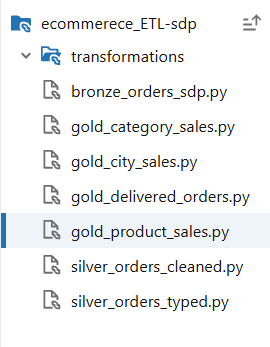 ecommerece_ETL-sdp
transformations
bronze_orders_sdp.py
gold_category_sales.py
gold_city_sales.py
gold_delivered_orders.py
gold_product_sales.py
silver_orders_cleaned.py
silver_orders_typed.py